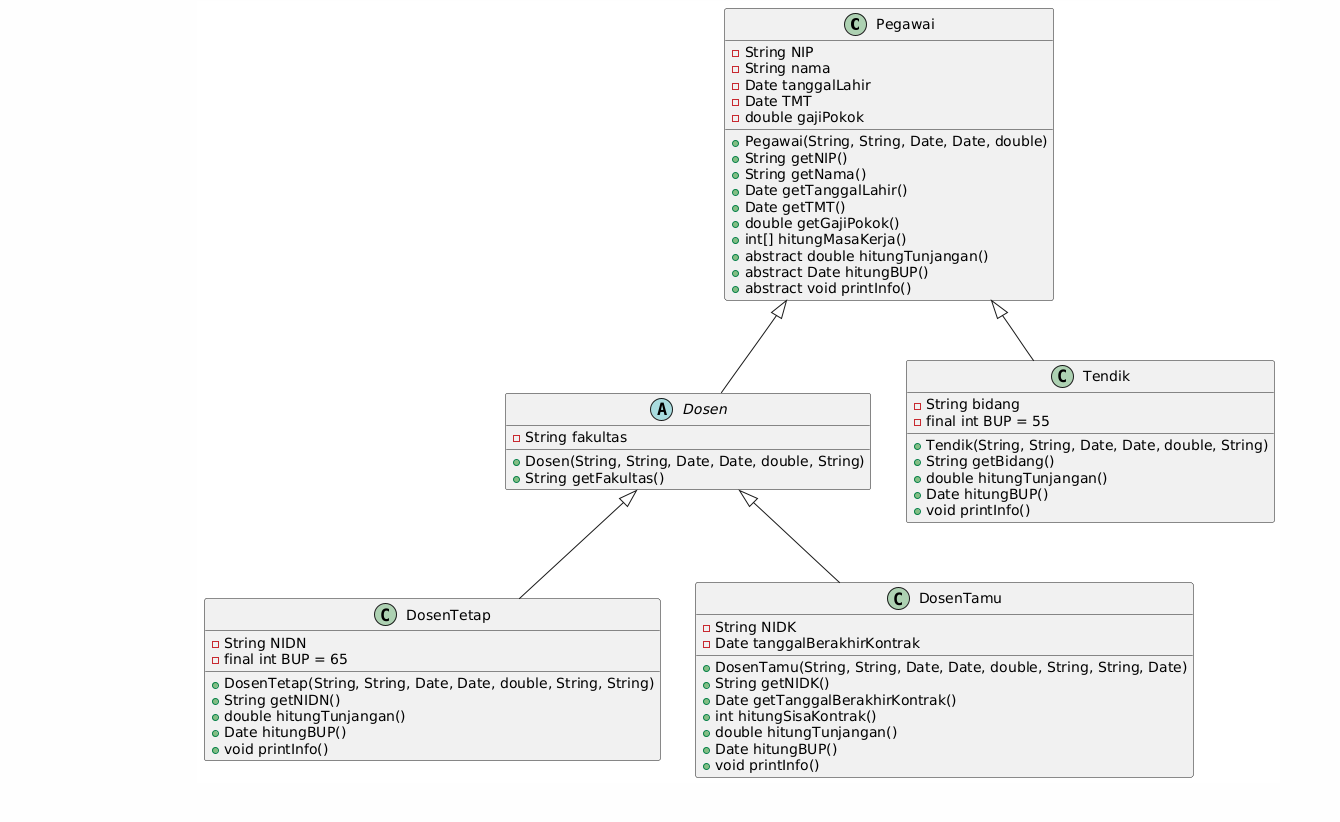 C Pegawai
String NIP
String nama
Date tanggalLahir
Date TMT
double gajiPokok
Pegawai(String, String, Date, Date, double)
String getNIP()
String getNama()
Date getTanggalLahir()
Date getTMT()
double getGajiPokok()
int[] hitungMasaKerja()
abstract double hitungTunjangan()
abstract Date hitungBUP()
abstract void printInfo()
A Dosen
String fakultas
Dosen(String, String, Date, Date, double, String)
String getFakultas()
C Tendik
String bidang
final int BUP = 55
Tendik(String, String, Date, Date, double, String)
String getBidang()
double hitungTunjangan()
Date hitungBUP()
void printInfo()
C DosenTetap
String NIDN
final int BUP = 65
DosenTetap(String, String, Date, Date, double, String, String)
String getNIDN()
double hitungTunjangan()
Date hitungBUP()
void printInfo()
C DosenTamu
String NIDK
Date tanggalBerakhirKontrak
DosenTamu(String, String, Date, Date, double, String, String, Date)
String getNIDK()
Date getTanggalBerakhirKontrak()
int hitungSisaKontrak()
double hitungTunjangan()
Date hitungBUP()
void printInfo()